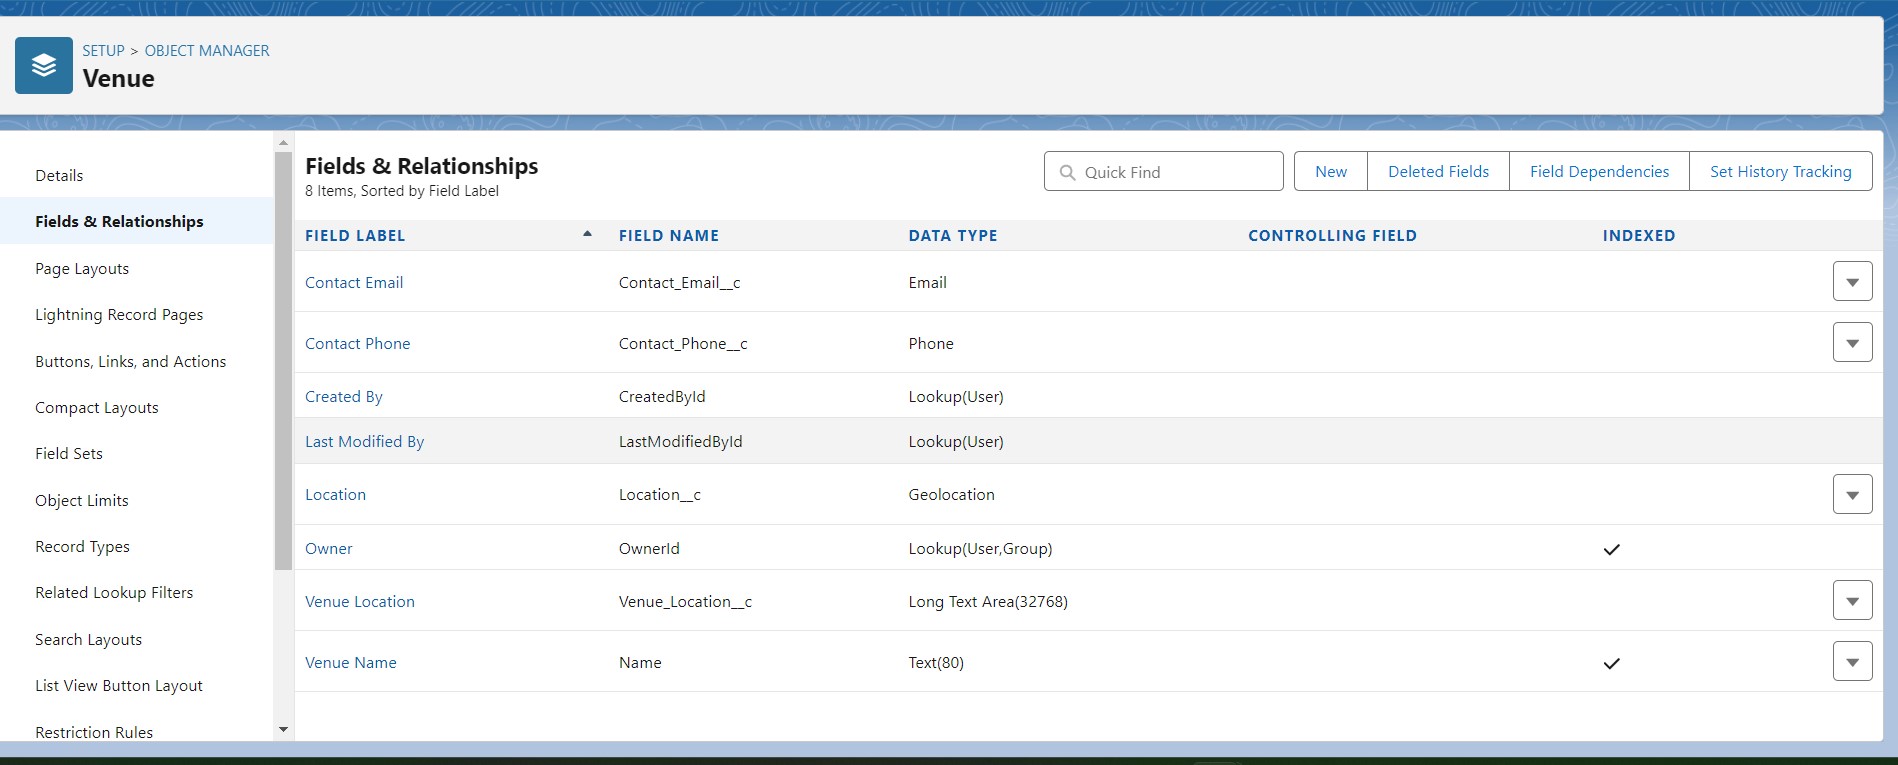 SETUP > OBJECT MANAGER
Venue
Details
Fields & Relationships
Page Layouts
Lightning Record Pages
Buttons, Links, and Actions
Compact Layouts
Field Sets
Object Limits
Record Types
Related Lookup Filters
Search Layouts
List View Button Layout
Restriction Rules
Fields & Relationships
8 Items, Sorted by Field Label
Quick Find New Deleted Fields Field Dependencies Set History Tracking
FIELD LABEL FIELD NAME DATA TYPE CONTROLLING FIELD INDEXED
Contact Email Contact_Email__c Email
Contact Phone Contact_Phone__c Phone
Created By CreatedById Lookup(User)
Last Modified By LastModifiedById Lookup(User)
Location Location__c Geolocation
Owner OwnerId Lookup(User,Group)
Venue Location Venue_Location__c Long Text Area(32768)
Venue Name Name Text(80)